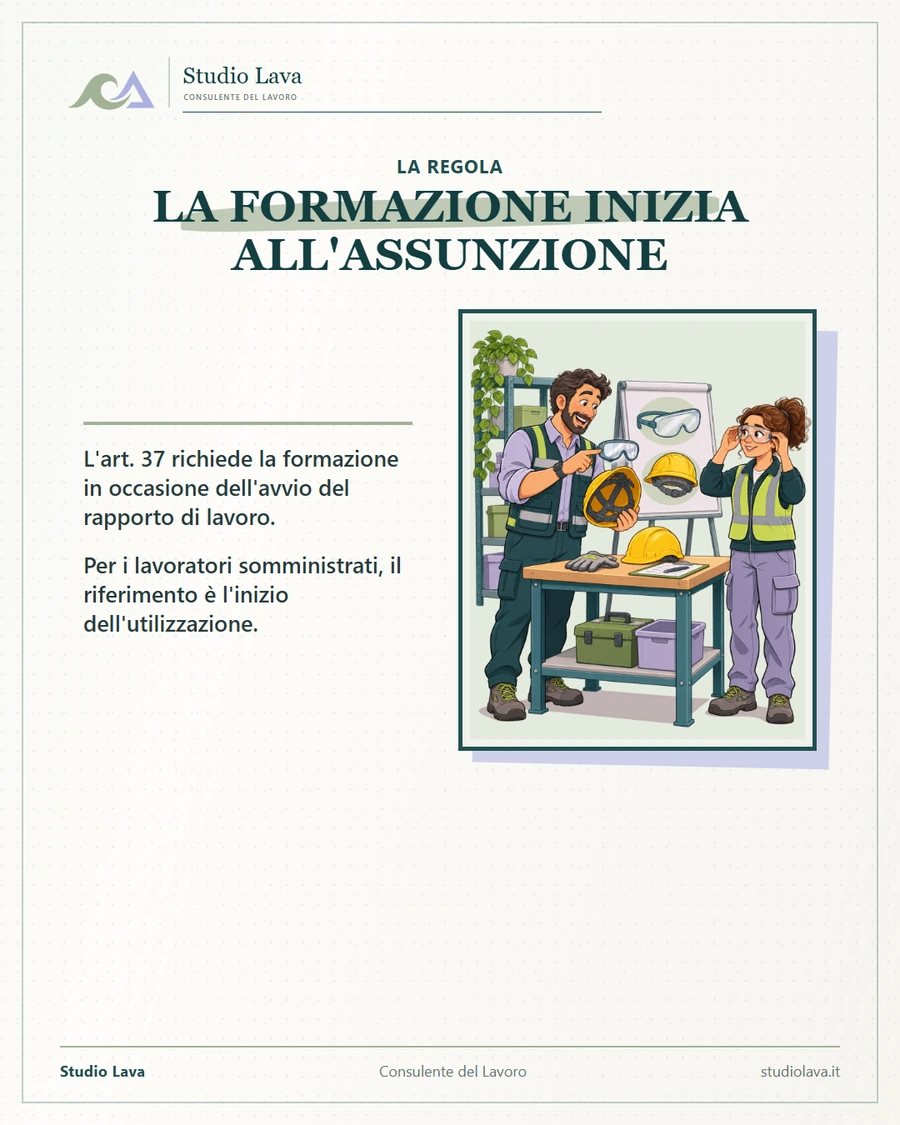 Studio Lava
CONSULENTE DEL LAVORO
LA REGOLA
LA FORMAZIONE INIZIA
ALL'ASSUNZIONE
L'art. 37 richiede la formazione
in occasione dell'avvio del
rapporto di lavoro.
Per i lavoratori somministrati, il
riferimento è l'inizio
dell'utilizzazione.
Studio Lava
Consulente del Lavoro
studiolava.it